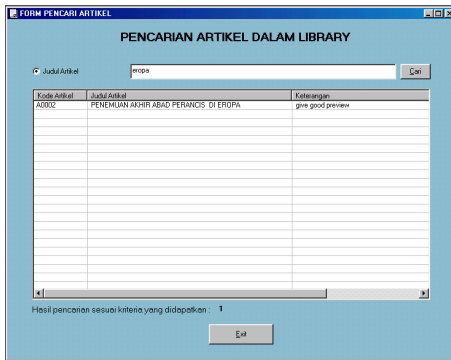 FORM PENCARI ARTIKEL
PENCARIAN ARTIKEL DALAM LIBRARY
Judul Artikel eropa Cari
Kode Artikel Judul Artikel Keterangan
A0002 PENEMUAN AKHIR ABAD PERANCIS DI EROPA give good preview
Hasil pencarian sesuai kriteria yang didapatkan : 1
Exit